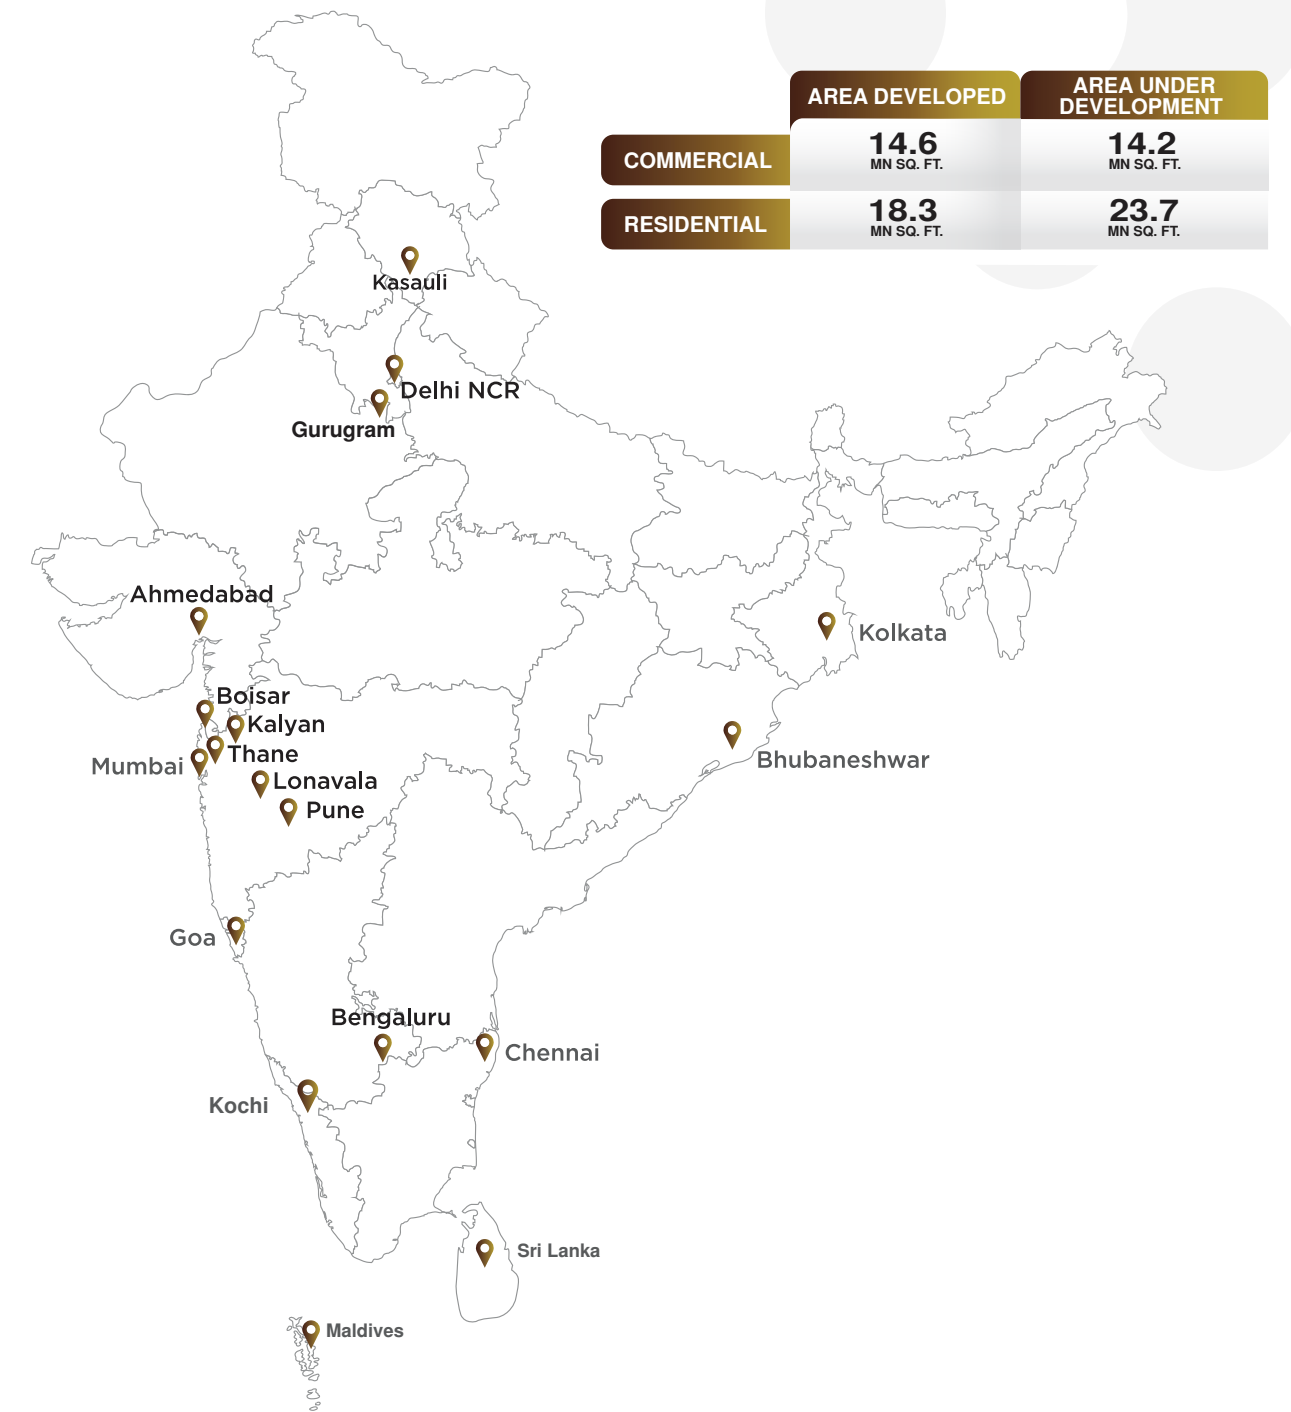 AREA DEVELOPED
AREA UNDER
DEVELOPMENT
COMMERCIAL
14.6
MN SQ. FT.
14.2
MN SQ. FT.
RESIDENTIAL
18.3
MN SQ. FT.
23.7
MN SQ. FT.
Kasauli
Delhi NCR
Gurugram
Ahmedabad
Kolkata
Boisar
Kalyan
Thane
Mumbai
Bhubaneshwar
Lonavala
Pune
Goa
Bengaluru
Chennai
Kochi
Sri Lanka
Maldives